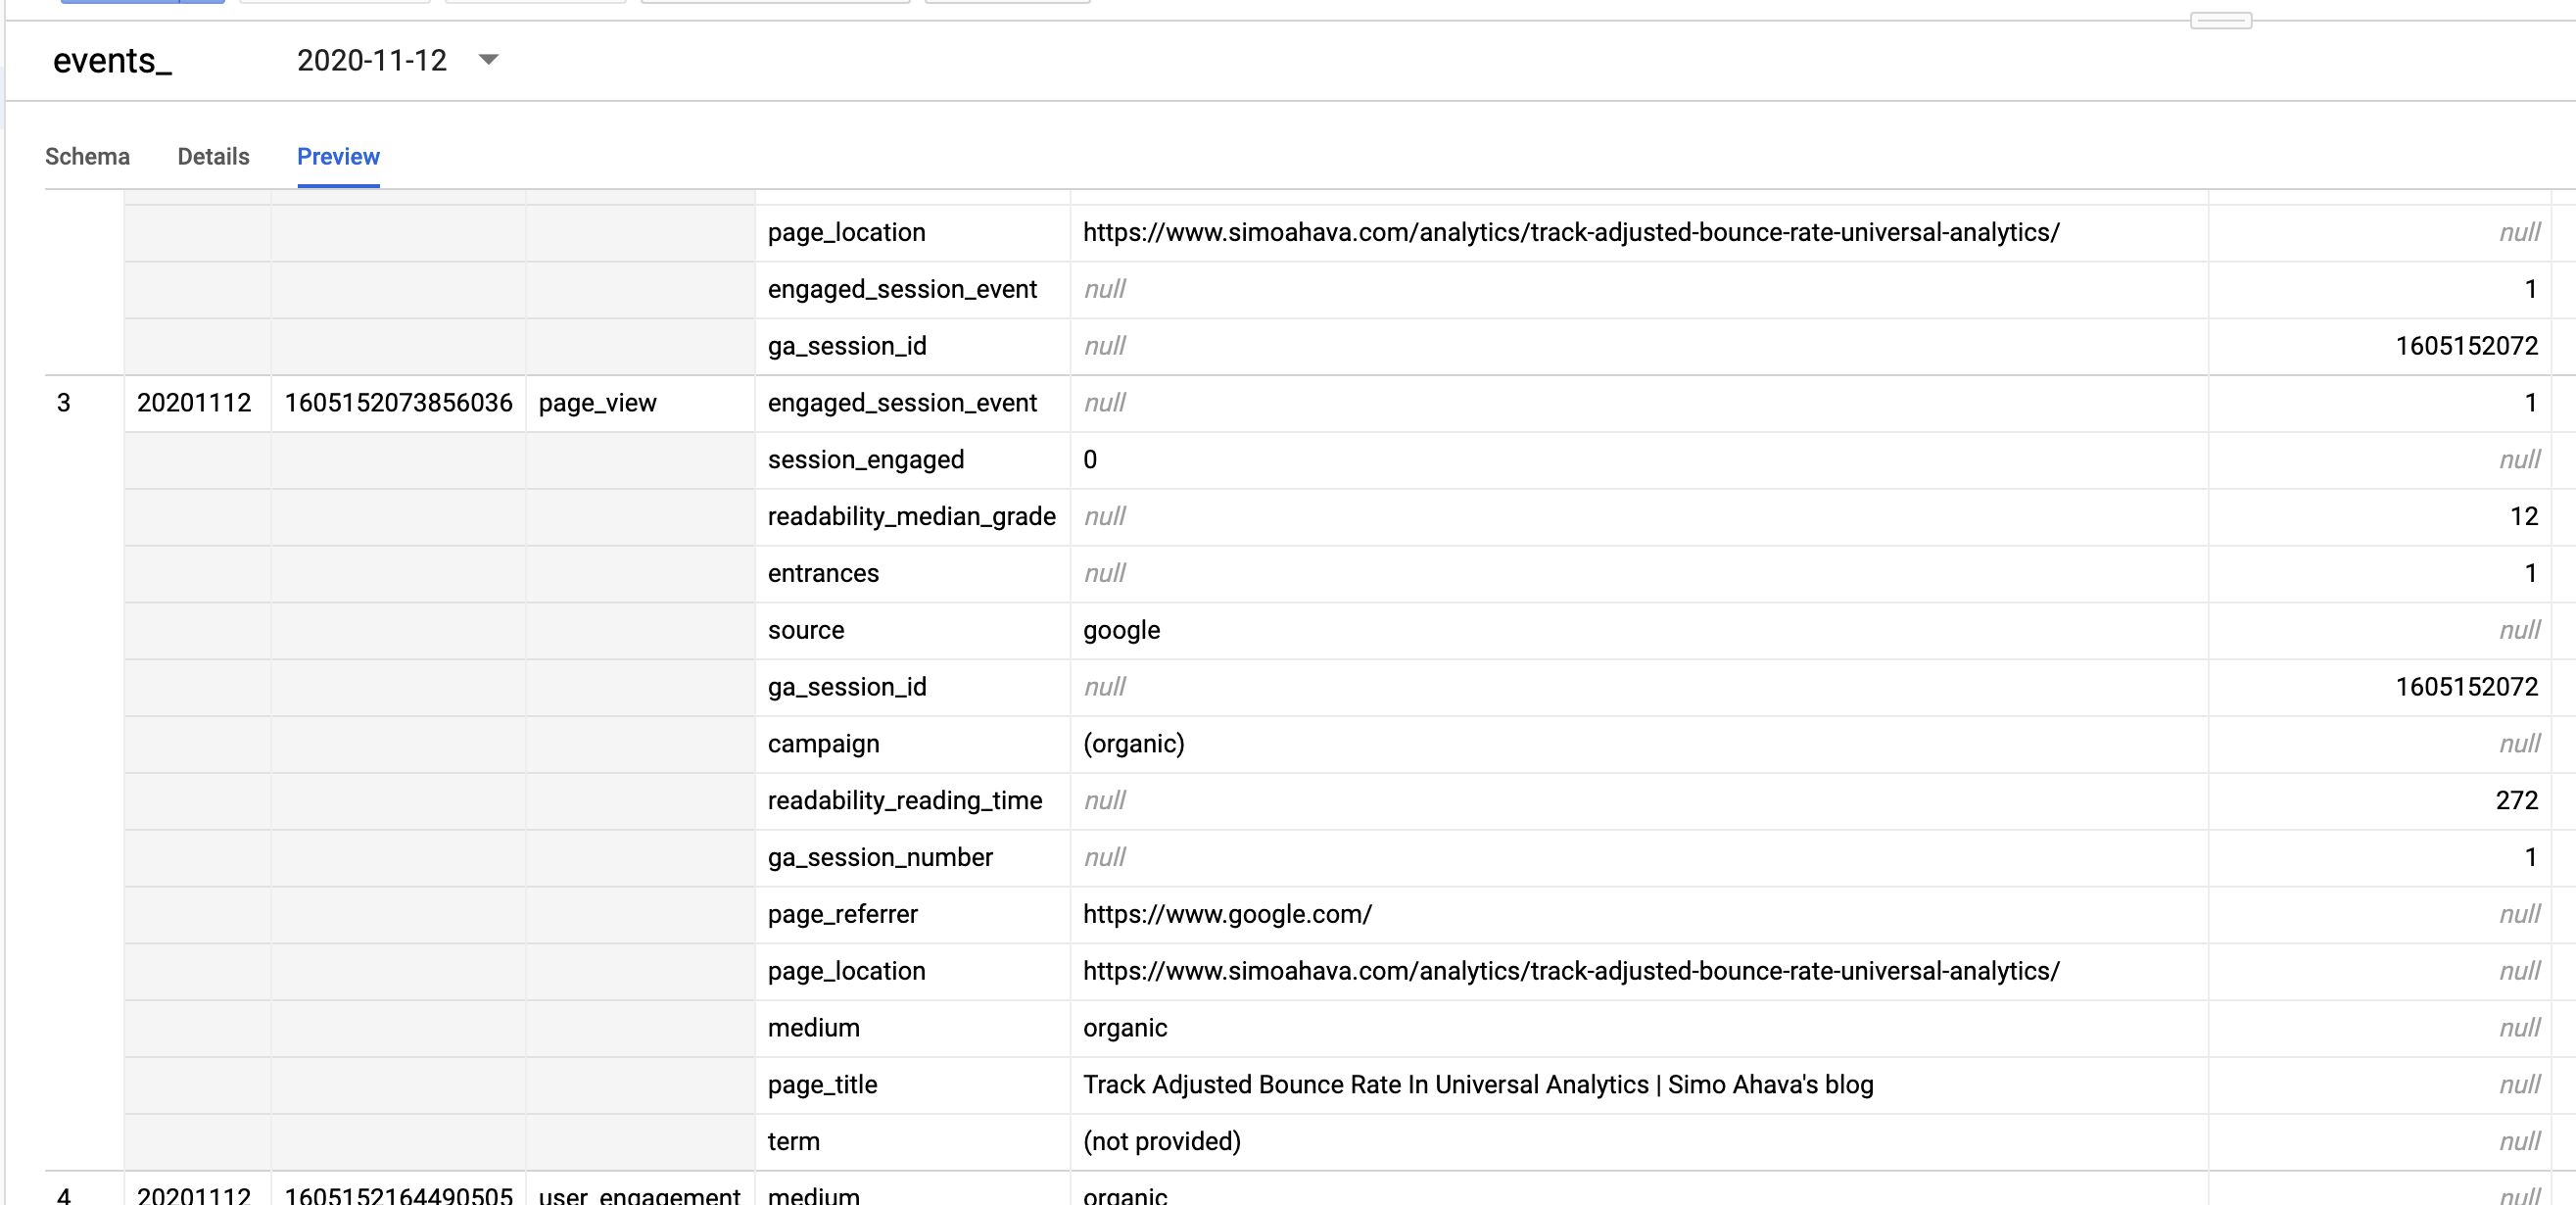 events_ 2020-11-12
Schema Details Preview
page_location https://www.simoahava.com/analytics/track-adjusted-bounce-rate-universal-analytics/ null
engaged_session_event null 1
ga_session_id null 1605152072
3 20201112 1605152073856036 page_view engaged_session_event null 1
session_engaged 0 null
readability_median_grade null 12
entrances null 1
source google null
ga_session_id null 1605152072
campaign (organic) null
readability_reading_time null 272
ga_session_number null 1
page_referrer https://www.google.com/ null
page_location https://www.simoahava.com/analytics/track-adjusted-bounce-rate-universal-analytics/ null
medium organic null
page_title Track Adjusted Bounce Rate In Universal Analytics | Simo Ahava's blog null
term (not provided) null
4 20201112 1605152164490505 user_engagement medium organic null